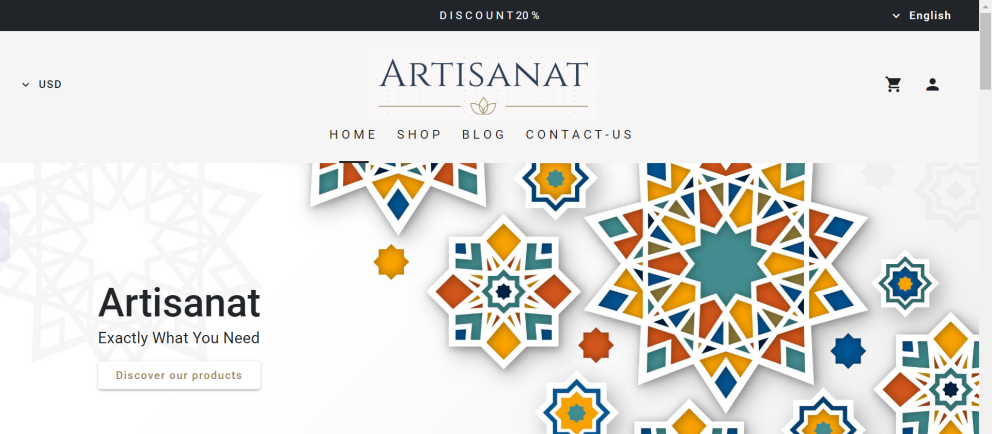 DISCOUNT20%
English
USD
ARTISANAT
HOME SHOP BLOG CONTACT-US
Artisanat
Exactly What You Need
Discover our products